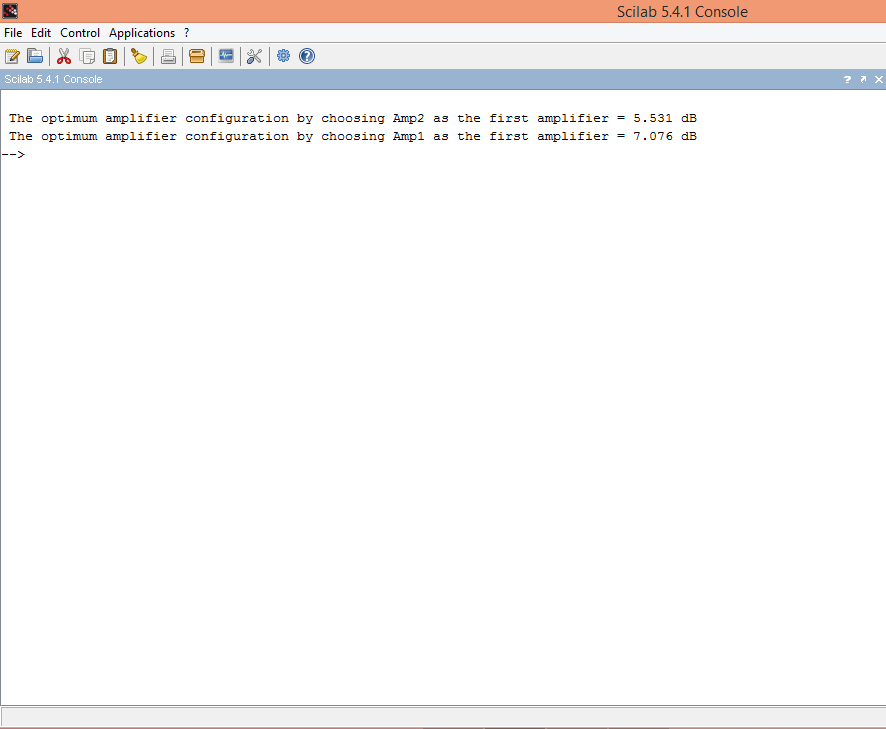 Scilab 5.4.1 Console
File Edit Control Applications ?
Scilab 5.4.1 Console
The optimum amplifier configuration by choosing Amp2 as the first amplifier = 5.531 dB
The optimum amplifier configuration by choosing Amp1 as the first amplifier = 7.076 dB
-->